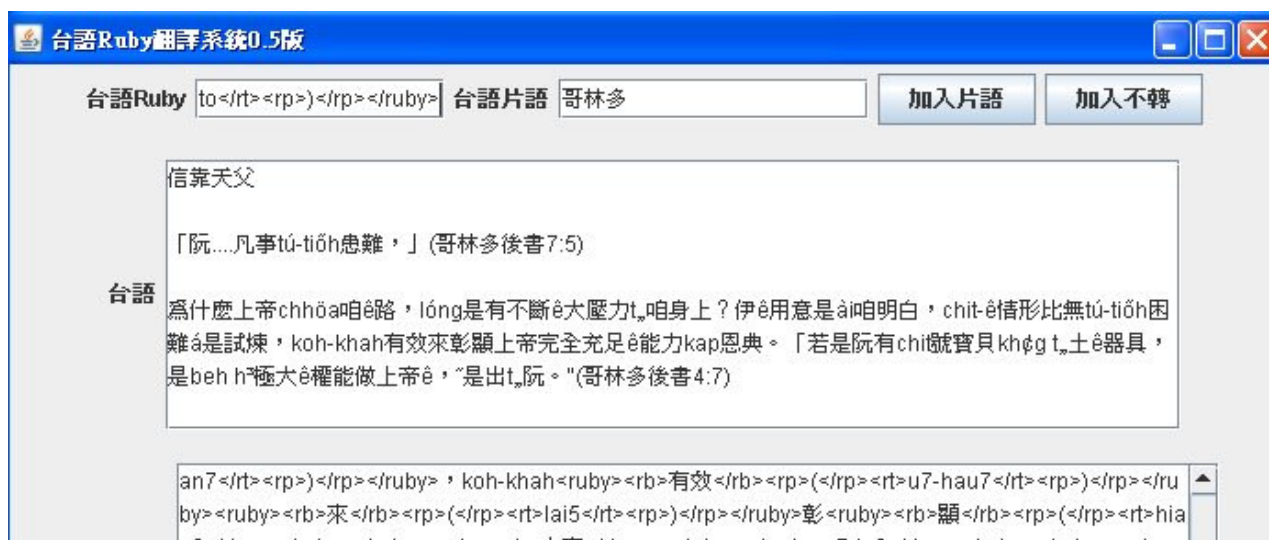 台語Ruby翻譯系統0.5版
台語Ruby to</rt><rp>)</rp></ruby> 台語片語 哥林多 加入片語 加入不轉
信靠天父
「阮....凡事tú-tiőh患難，」(哥林多後書7:5)
台語
爲什麼上帝chhöa咱ê路，lóng是有不斷ê大壓力t„咱身上？伊ê用意是ài咱明白，chit-ê情形比無tú-tiőh困
難á是試煉，koh-khah有效來彰顯上帝完全充足ê能力kap恩典。「若是阮有chit號寶貝kh¢g t„土ê器具，
是beh h³極大ê權能做上帝ê，˜是出t„阮。"(哥林多後書4:7)
an7</rt><rp>)</rp></ruby>，koh-khah<ruby><rb>有效</rb><rp>(</rp><rt>u7-hau7</rt><rp>)</rp></ru
by><ruby><rb>來</rb><rp>(</rp><rt>lai5</rt><rp>)</rp></ruby>彰<ruby><rb>顯</rb><rp>(</rp><rt>hia